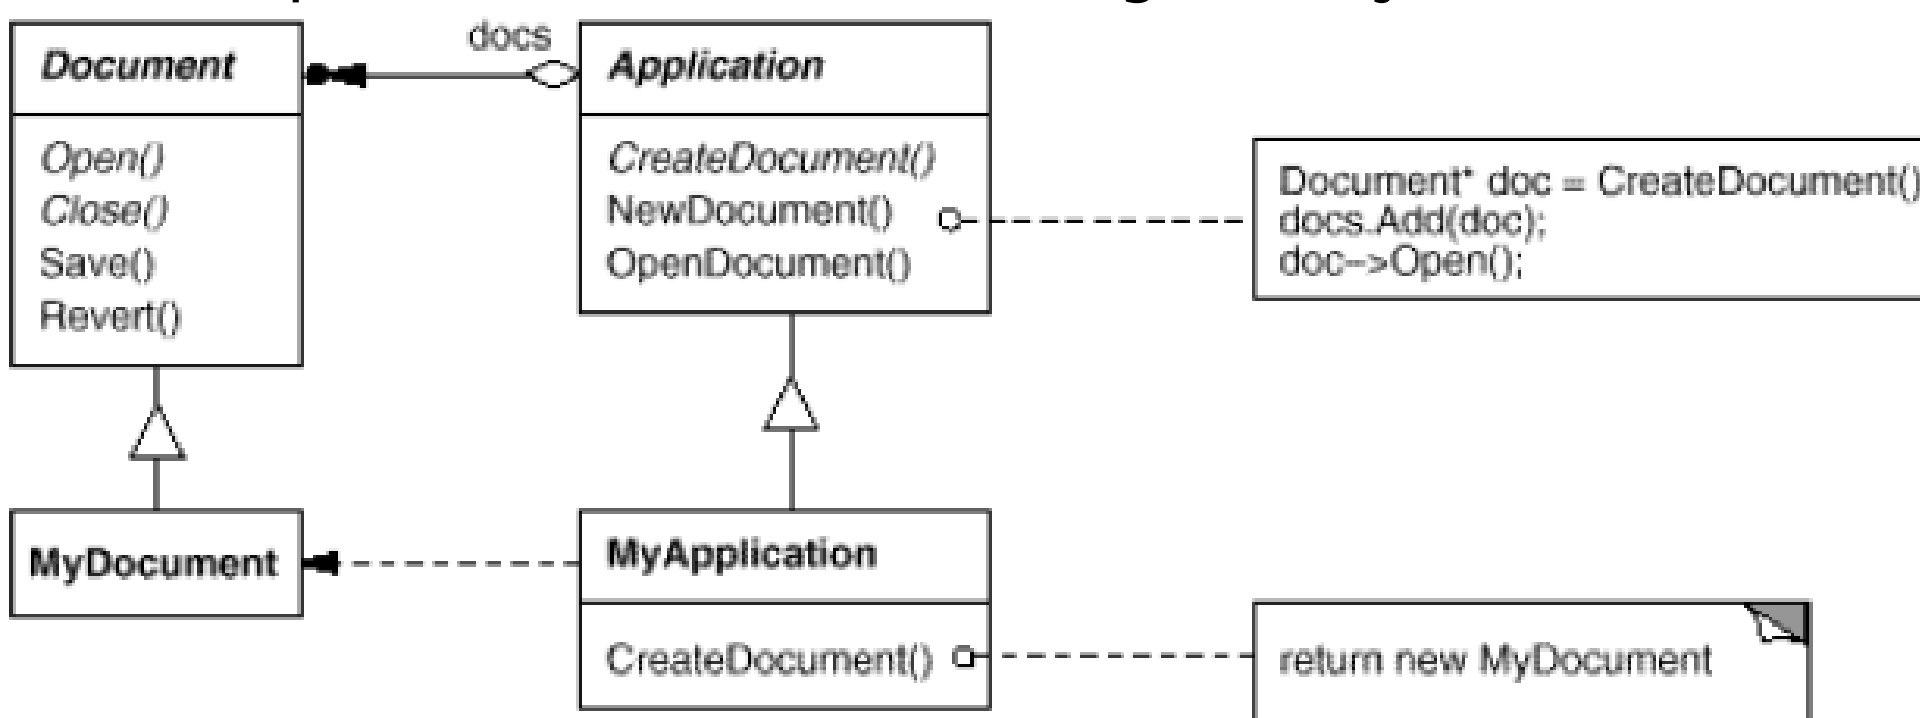 docs
Document
Open()
Close()
Save()
Revert()
Application
CreateDocument()
NewDocument()
OpenDocument()
Document* doc = CreateDocument()
docs.Add(doc);
doc->Open();
MyDocument
MyApplication
CreateDocument()
return new MyDocument